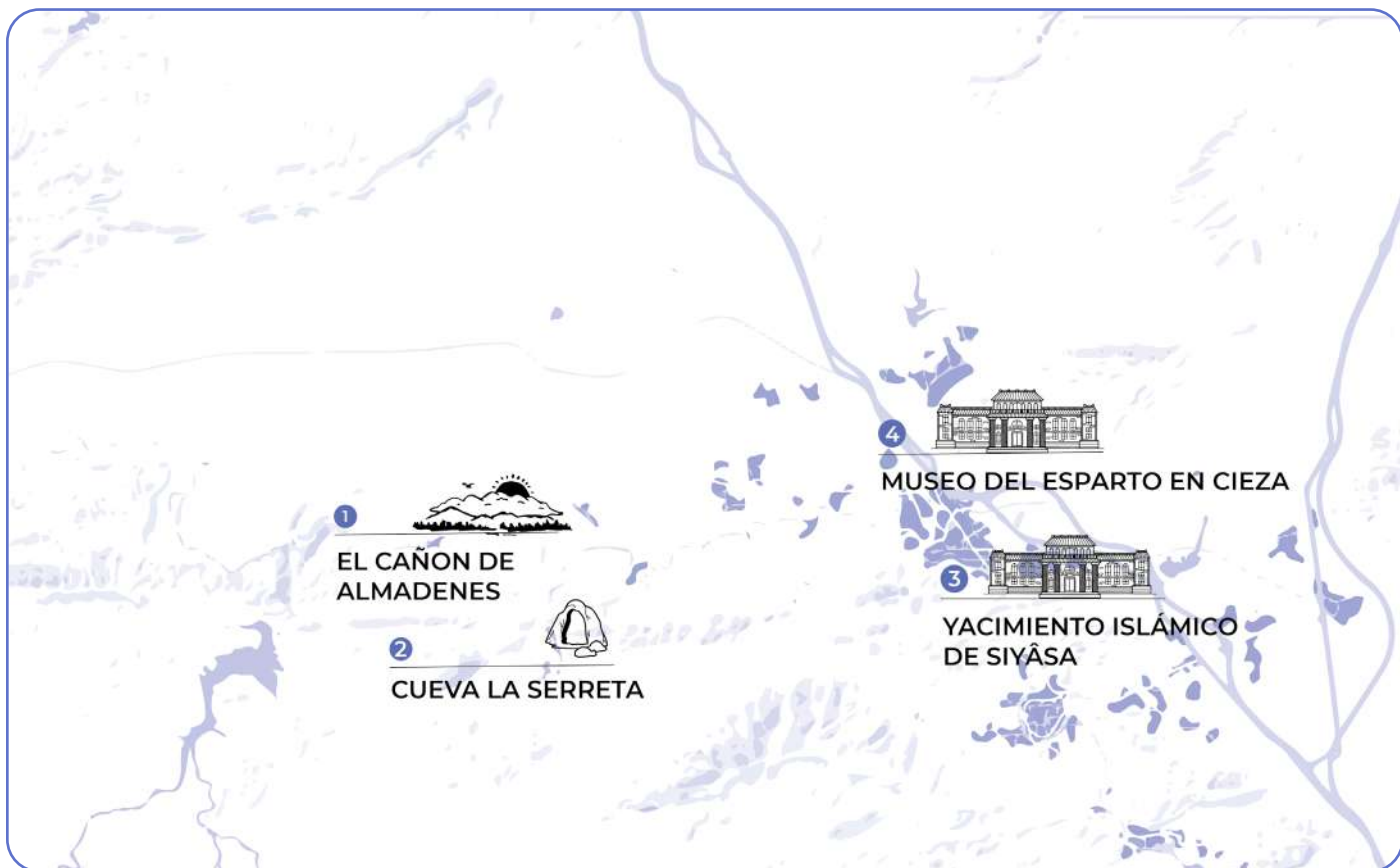 1
EL CAÑON DE
ALMADENES
2
CUEVA LA SERRETA
4
MUSEO DEL ESPARTO EN CIEZA
3
YACIMIENTO ISLÁMICO
DE SIYÂSA